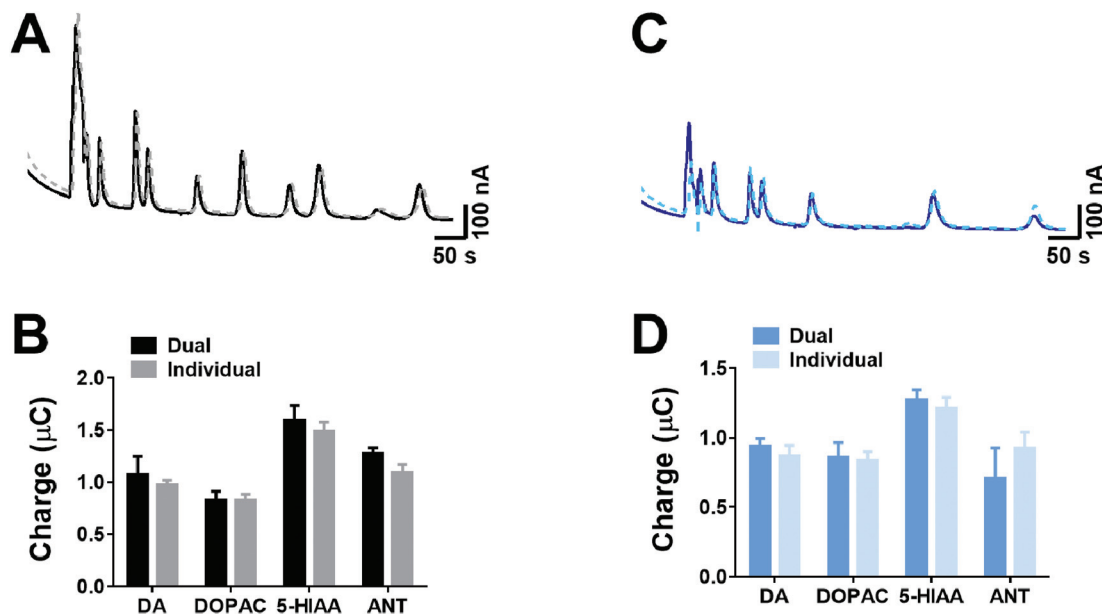 A
100 nA
50 s
C
100 nA
50 s
B
Dual
Individual
Charge (μC)
2.0
1.5
1.0
0.5
0.0
DA DOPAC 5-HIAA ANT
D
Dual
Individual
Charge (μC)
1.5
1.0
0.5
0.0
DA DOPAC 5-HIAA ANT